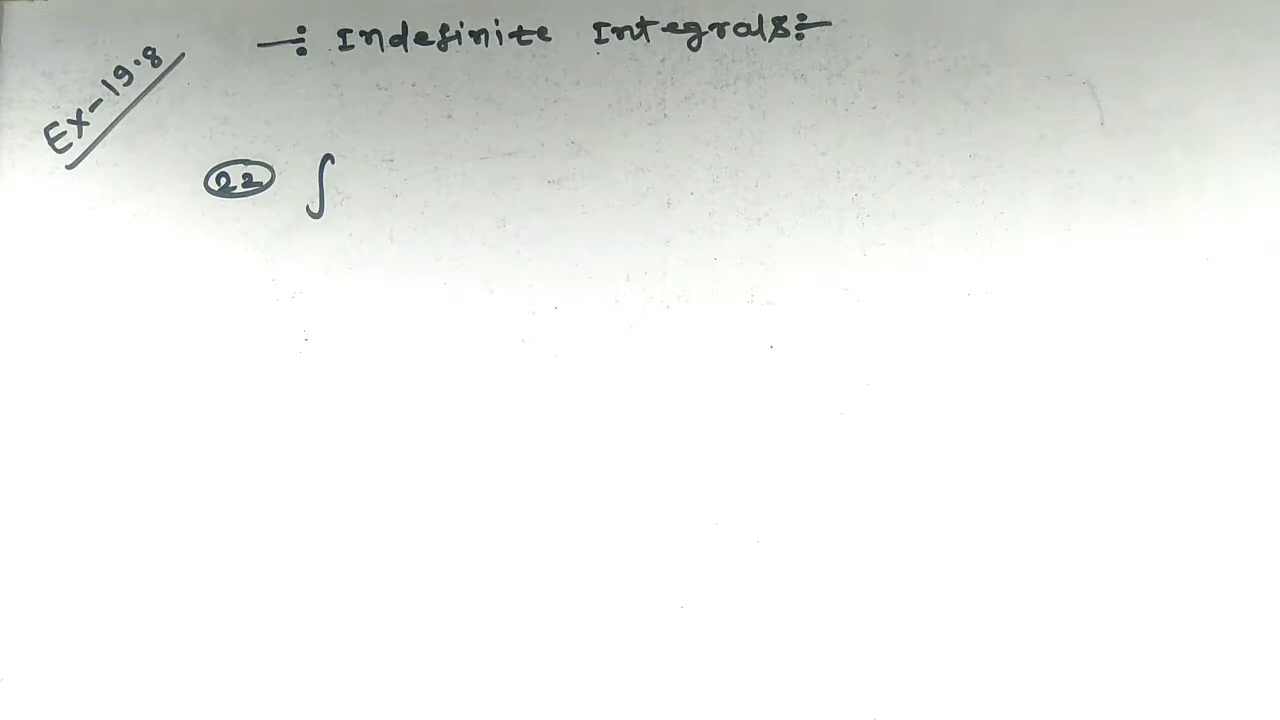 -: Indefinite Integrals:-
Ex-19.8
22 ∫